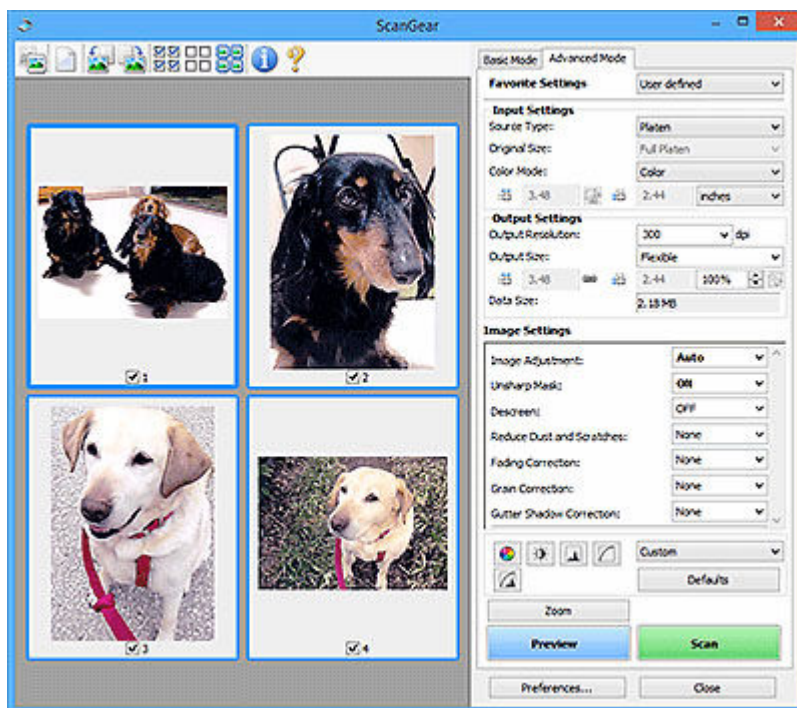 ScanGear
Basic Mode Advanced Mode
Favorite Settings User defined
Input Settings
Source Type: Platen
Original Size: Full Platen
Color Mode: Color
3.48 2.44 inches
Output Settings
Output Resolution: 300 dpi
Output Size: Flexible
3.48 2.44 100%
Data Size: 2.18 MB
Image Settings
Image Adjustment: Auto
Unsharp Mask: ON
Descreen: OFF
Reduce Dust and Scratches: None
Fading Correction: None
Grain Correction: None
Gutter Shadow Correction: None
Custom
Defaults
Zoom
Preview Scan
Preferences... Close
1 2
3 4